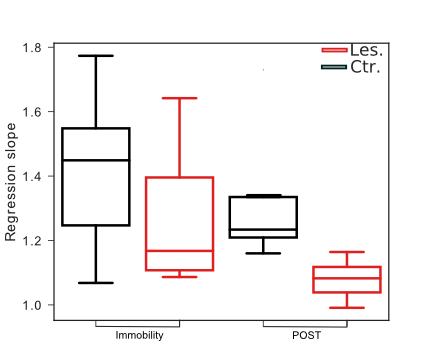 Les.
Ctr.
1.8
1.6
1.4
1.2
1.0
Regression slope
Immobility
POST